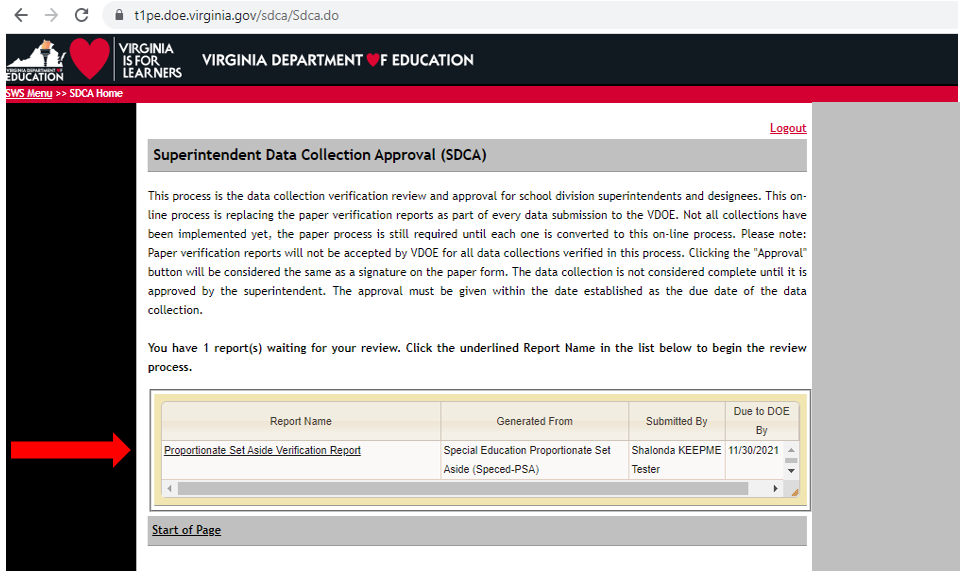 t1pe.doe.virginia.gov/sdca/Sdca.do
VIRGINIA
IS FOR
LEARNERS
VIRGINIA DEPARTMENT OF EDUCATION
VIRGINIA DEPARTMENT OF
EDUCATION
SWS Menu >> SDCA Home
Logout
Superintendent Data Collection Approval (SDCA)
This process is the data collection verification review and approval for school division superintendents and designees. This on-
line process is replacing the paper verification reports as part of every data submission to the VDOE. Not all collections have
been implemented yet, the paper process is still required until each one is converted to this on-line process. Please note:
Paper verification reports will not be accepted by VDOE for all data collections verified in this process. Clicking the "Approval"
button will be considered the same as a signature on the paper form. The data collection is not considered complete until it is
approved by the superintendent. The approval must be given within the date established as the due date of the data
collection.
You have 1 report(s) waiting for your review. Click the underlined Report Name in the list below to begin the review
process.
Report Name Generated From Submitted By Due to DOE
By
Proportionate Set Aside Verification Report Special Education Proportionate Set Shalonda KEEPME 11/30/2021
Aside (Speced-PSA) Tester
Start of Page